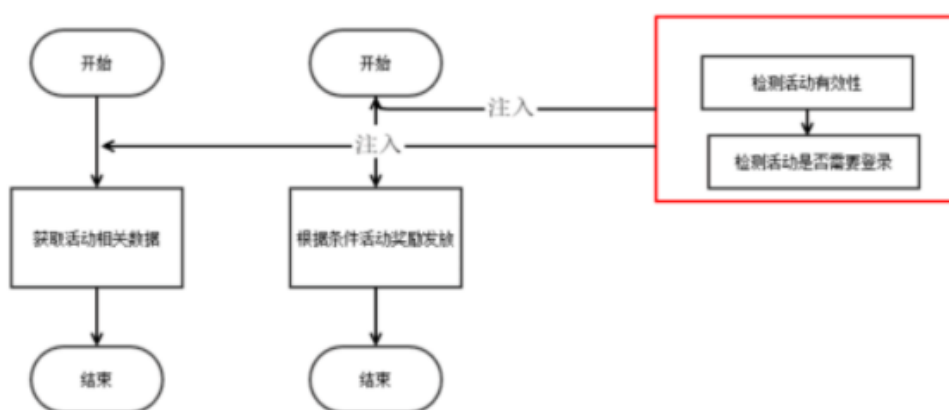 开始
开始
检测活动有效性
注入
注入
检测活动是否需要登录
获取活动相关数据
根据条件活动奖励发放
结束
结束